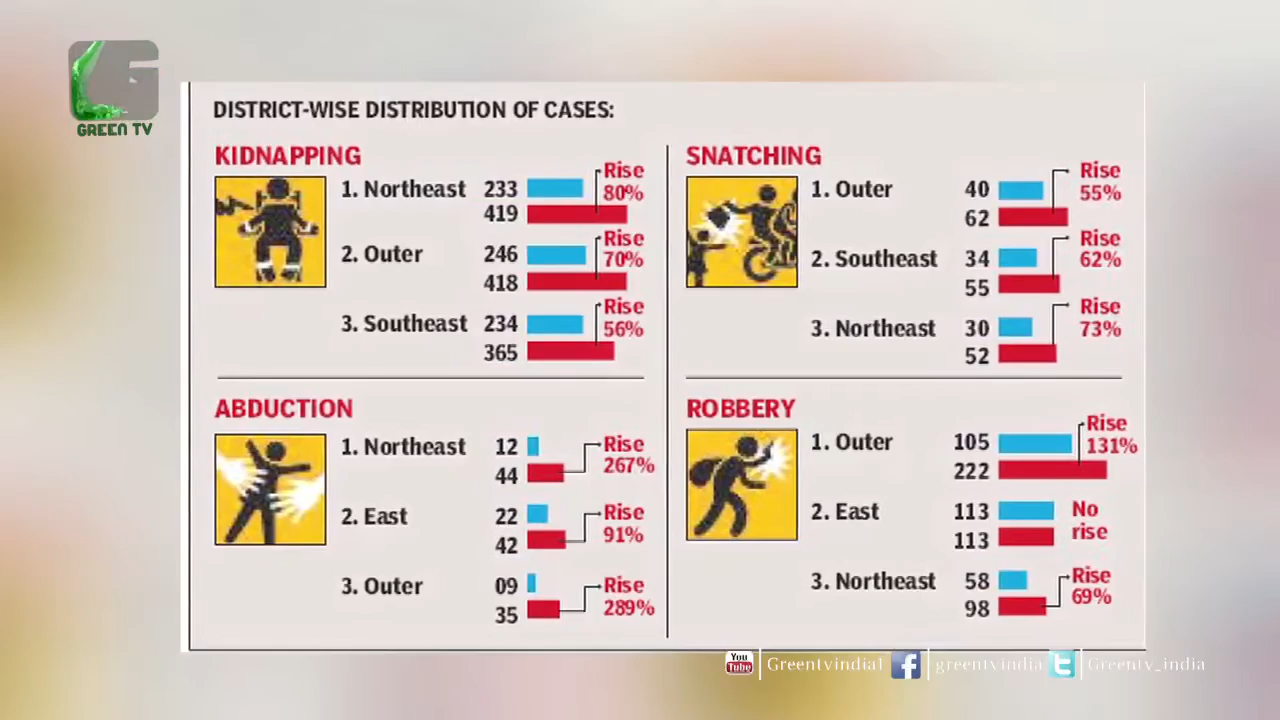 GREEN TV
DISTRICT-WISE DISTRIBUTION OF CASES:
KIDNAPPING
1. Northeast 233
419
Rise
80%
2. Outer 246
418
Rise
70%
3. Southeast 234
365
Rise
56%
SNATCHING
1. Outer 40
62
Rise
55%
2. Southeast 34
55
Rise
62%
3. Northeast 30
52
Rise
73%
ABDUCTION
1. Northeast 12
44
Rise
267%
2. East 22
42
Rise
91%
3. Outer 09
35
Rise
289%
ROBBERY
1. Outer 105
222
Rise
131%
2. East 113
113
No
rise
3. Northeast 58
98
Rise
69%
You
Tube Greentvindia1 f greentvindia t Greentv_india